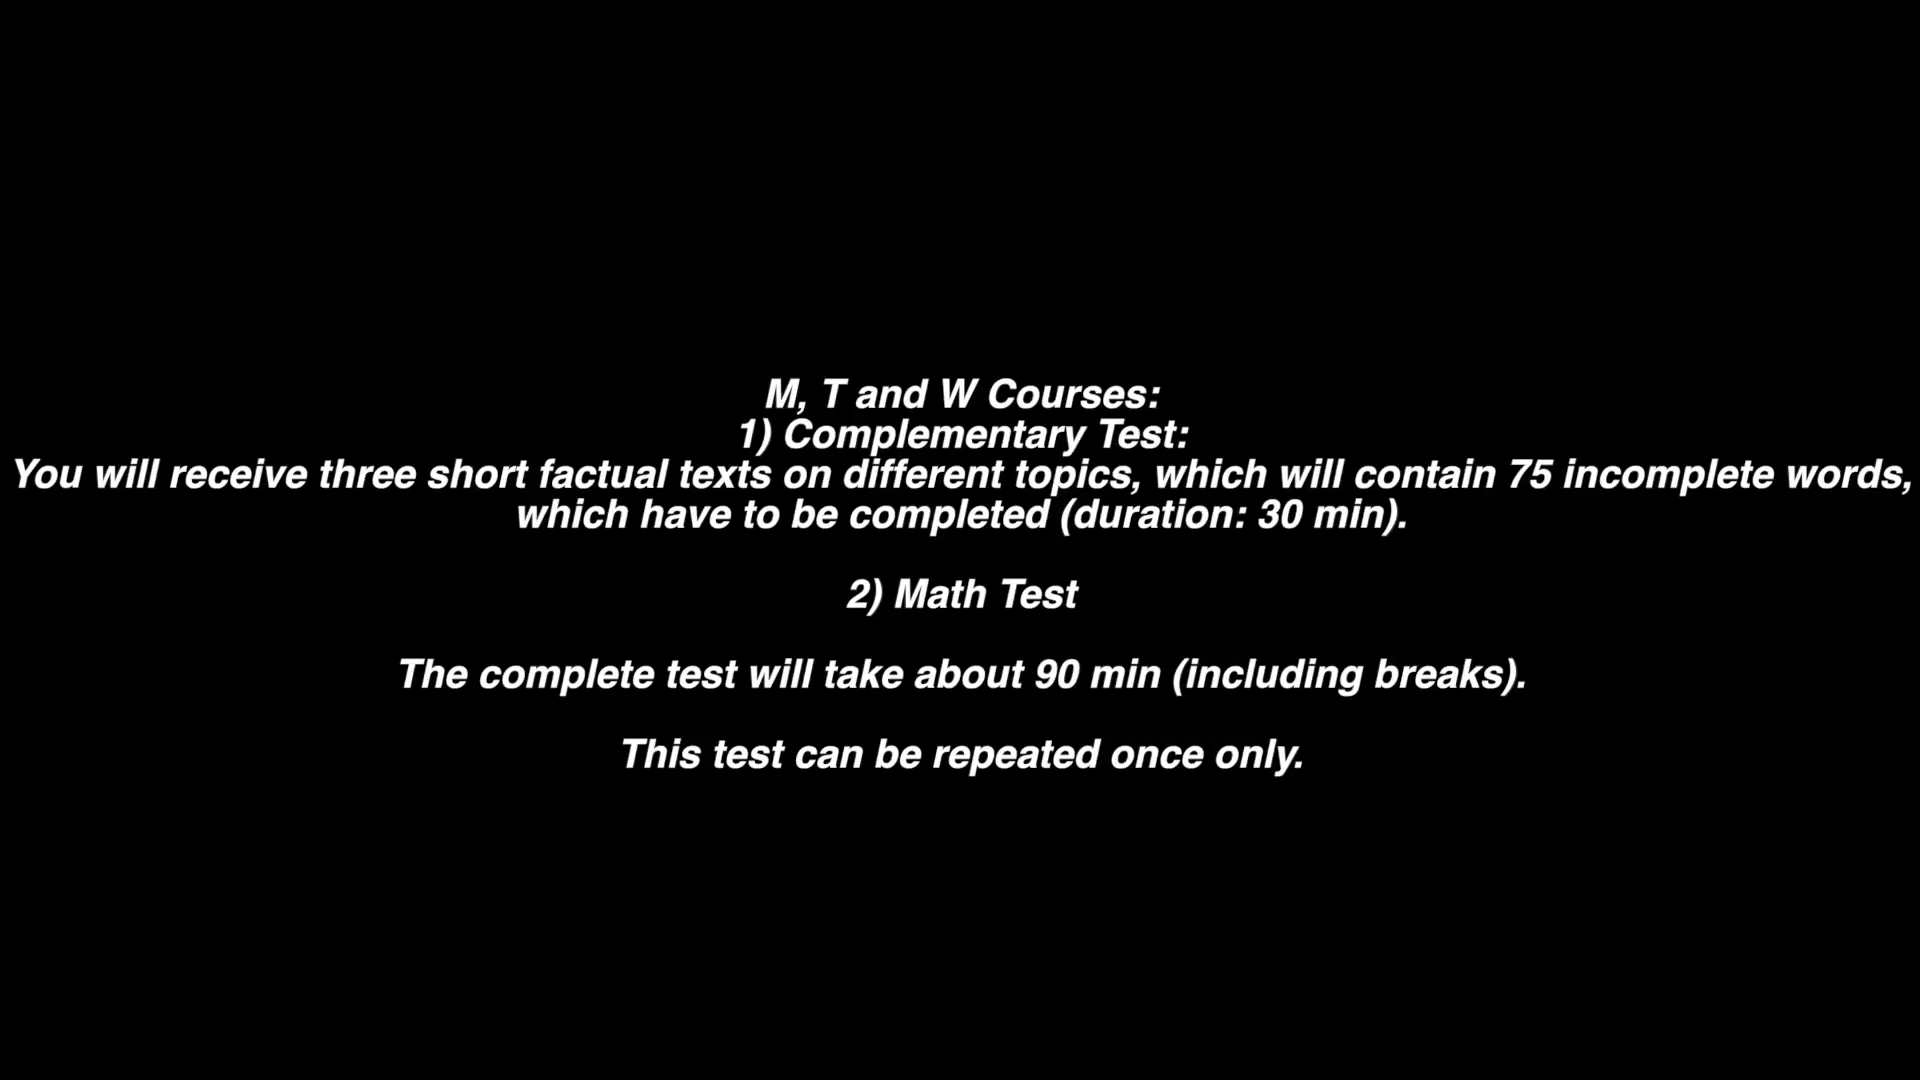 M, T and W Courses:
1) Complementary Test:
You will receive three short factual texts on different topics, which will contain 75 incomplete words,
which have to be completed (duration: 30 min).
2) Math Test
The complete test will take about 90 min (including breaks).
This test can be repeated once only.